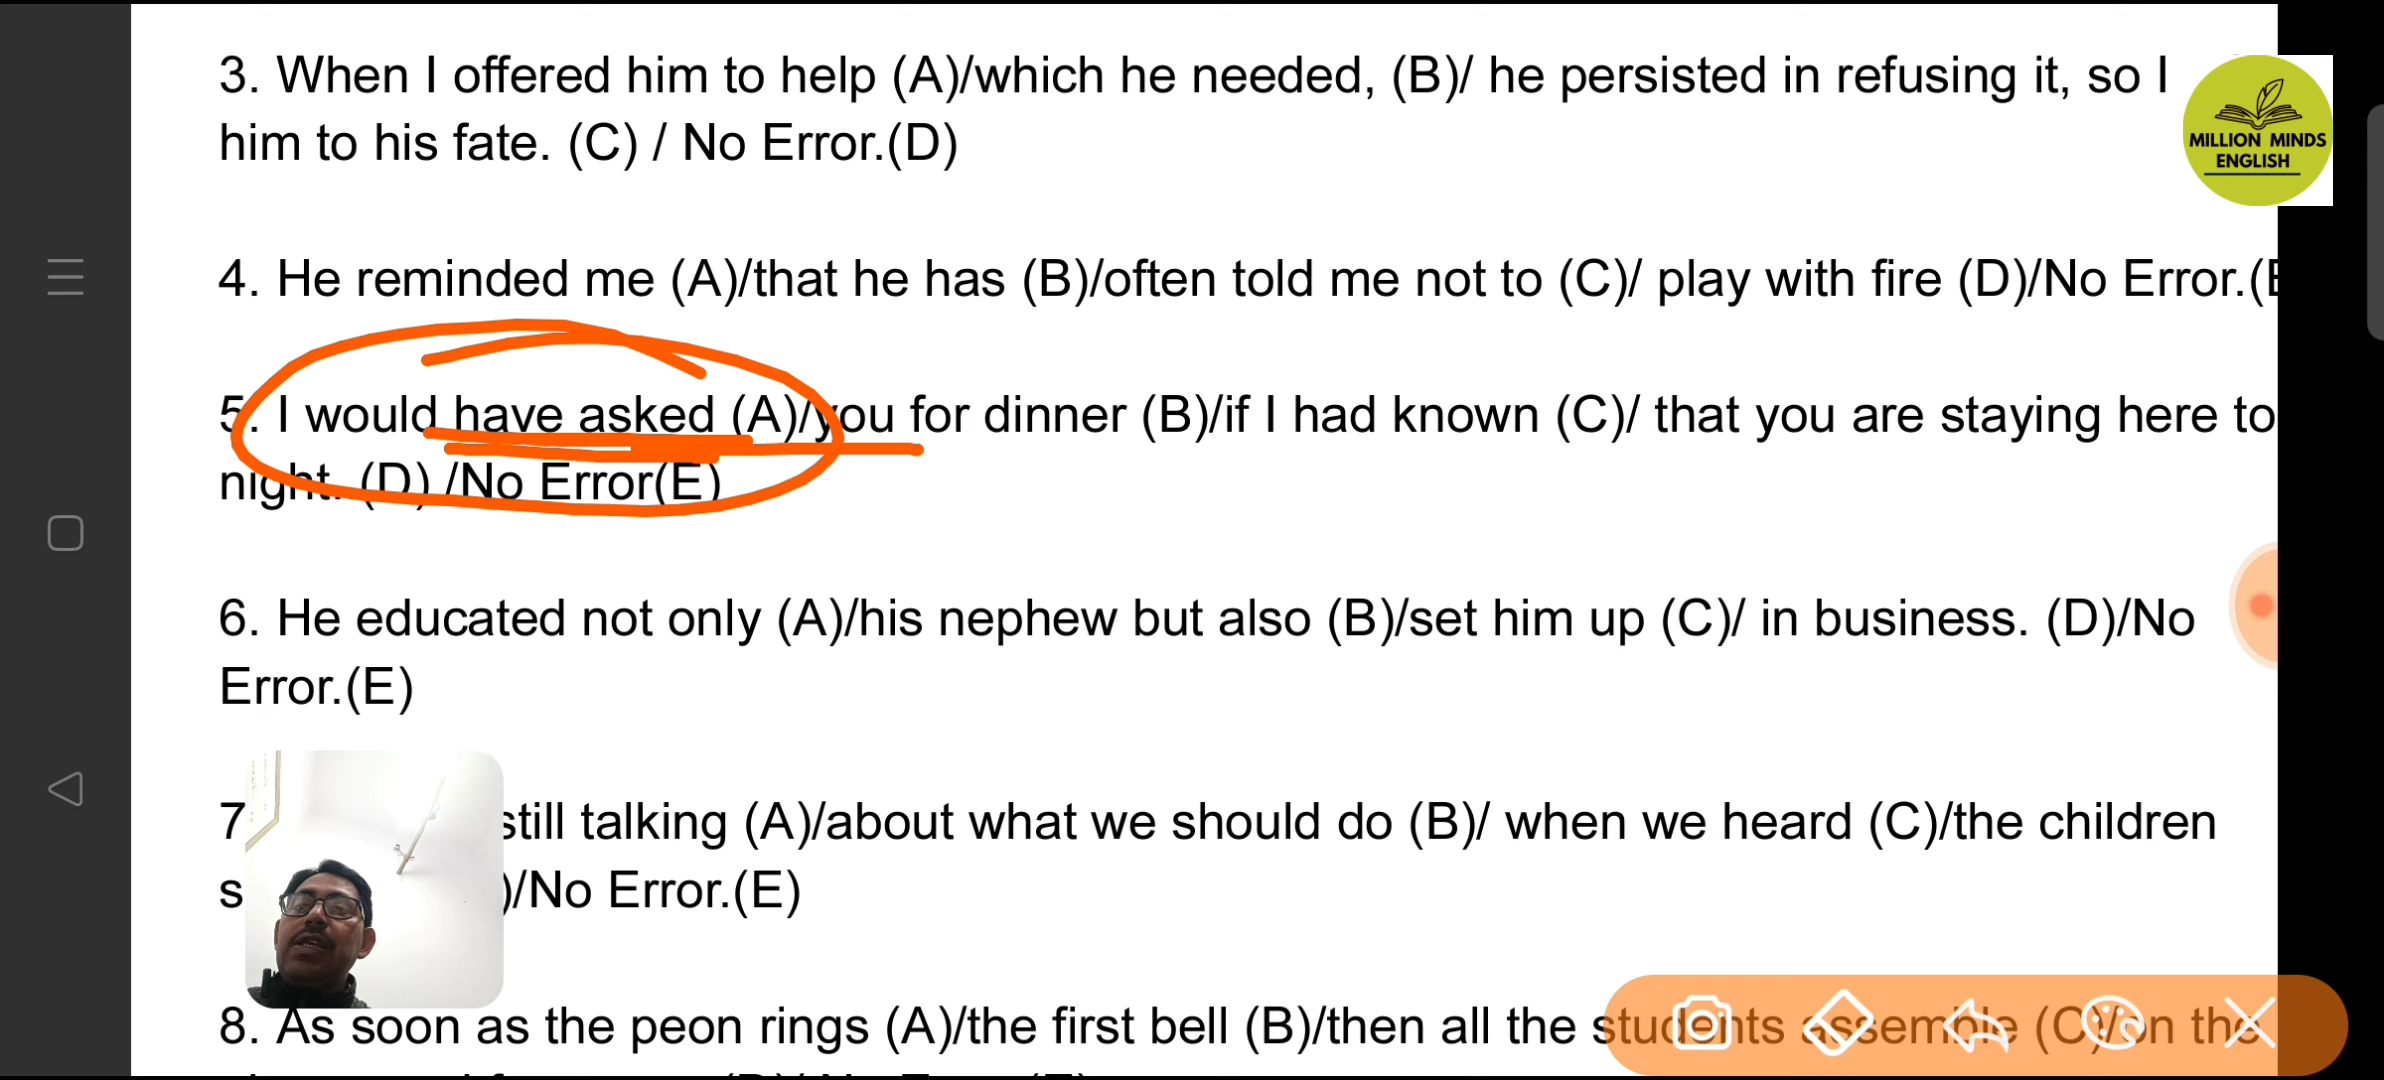 3. When I offered him to help (A)/which he needed, (B)/ he persisted in refusing it, so I
him to his fate. (C) / No Error.(D)
MILLION MINDS
ENGLISH
4. He reminded me (A)/that he has (B)/often told me not to (C)/ play with fire (D)/No Error.(E
5. I would have asked (A)/you for dinner (B)/if I had known (C)/ that you are staying here to
night. (D) /No Error(E)
6. He educated not only (A)/his nephew but also (B)/set him up (C)/ in business. (D)/No
Error.(E)
7 still talking (A)/about what we should do (B)/ when we heard (C)/the children
s )/No Error.(E)
8. As soon as the peon rings (A)/the first bell (B)/then all the students assemble (C)/on the